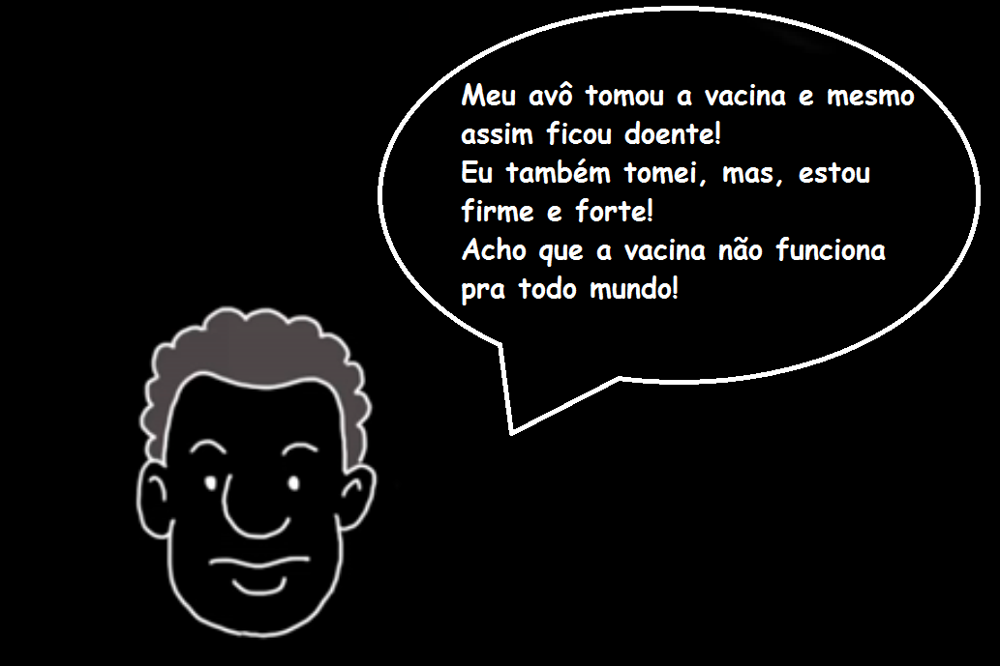 Meu avô tomou a vacina e mesmo
assim ficou doente!
Eu também tomei, mas, estou
firme e forte!
Acho que a vacina não funciona
pra todo mundo!